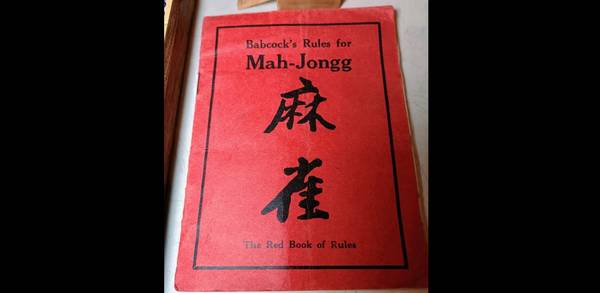 Babcock's Rules for
Mah-Jongg
麻
雀
The Red Book of Rules